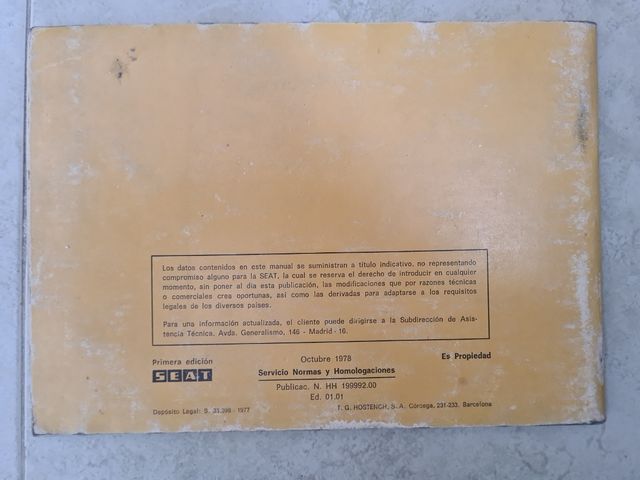 Los datos contenidos en este manual se suministran a título indicativo, no representando
compromiso alguno para la SEAT, la cual se reserva el derecho de introducir en cualquier
momento, sin poner al día esta publicación, las modificaciones que por razones técnicas
o comerciales crea oportunas, así como las derivadas para adaptarse a los requisitos
legales de los diversos países.
Para una información actualizada, el cliente puede dirigirse a la Subdirección de Asis-
tencia Técnica. Avda. Generalísimo, 146 - Madrid - 16.
Primera edición
SEAT
Octubre 1978
Servicio Normas y Homologaciones
Publicac. N. HH 199992.00
Ed. 01.01
Es Propiedad
Depósito Legal: B. 31.398 - 1977
T. G. HOSTENCH, S. A. Córcega, 231-233. Barcelona